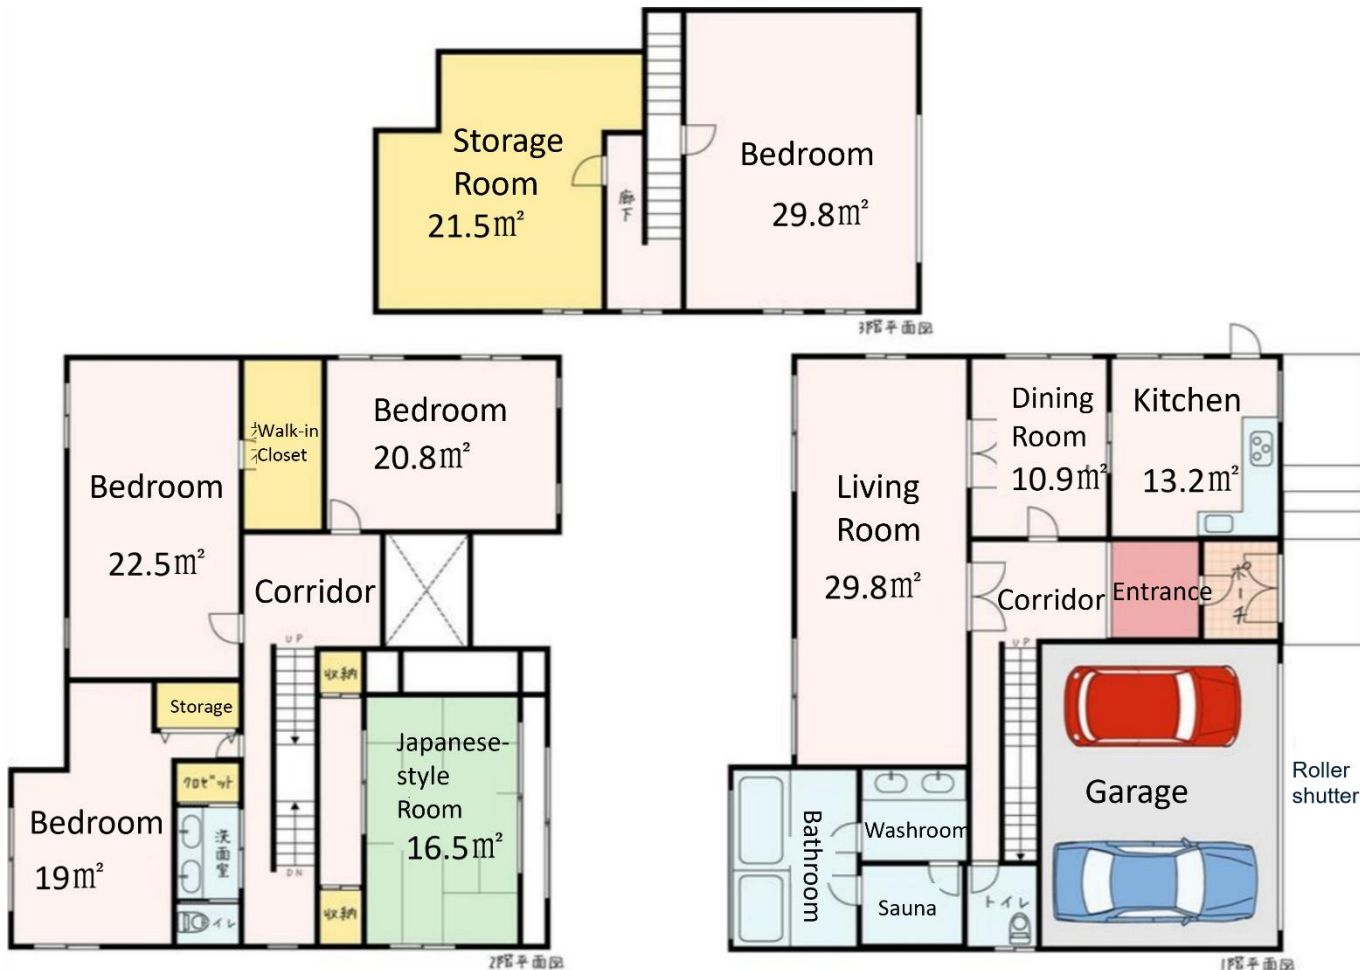 Storage
Room
21.5㎡
廊下
Bedroom
29.8㎡
3階平面図
Bedroom
22.5㎡
Walk-in
Closet
Bedroom
20.8㎡
Corridor
UP
収納
Storage
クロゼット
Bedroom
19㎡
洗面室
トイレ
DN
Japanese-
style
Room
16.5㎡
収納
2階平面図
Living
Room
29.8㎡
Dining
Room
10.9㎡
Kitchen
13.2㎡
Corridor
Entrance
ポーチ
UP
Garage
Roller
shutter
Bathroom
Washroom
Sauna
トイレ
1階平面図